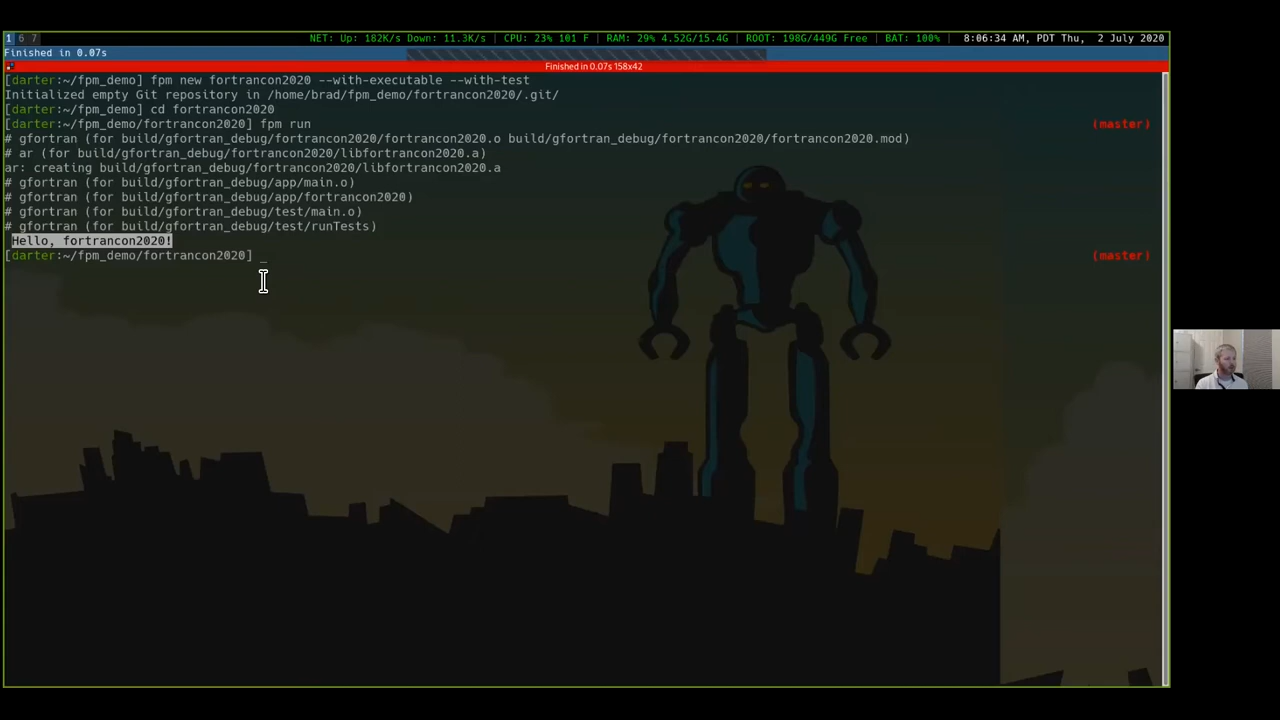 1 6 7 NET: Up: 182K/s Down: 11.3K/s | CPU: 23% 101 F | RAM: 29% 4.52G/15.4G | ROOT: 198G/449G Free | BAT: 100% | 8:06:34 AM, PDT Thu, 2 July 2020
Finished in 0.07s
Finished in 0.07s 158x42
[darter:~/fpm_demo] fpm new fortrancon2020 --with-executable --with-test
Initialized empty Git repository in /home/brad/fpm_demo/fortrancon2020/.git/
[darter:~/fpm_demo] cd fortrancon2020
[darter:~/fpm_demo/fortrancon2020] fpm run (master)
# gfortran (for build/gfortran_debug/fortrancon2020/fortrancon2020.o build/gfortran_debug/fortrancon2020/fortrancon2020.mod)
# ar (for build/gfortran_debug/fortrancon2020/libfortrancon2020.a)
ar: creating build/gfortran_debug/fortrancon2020/libfortrancon2020.a
# gfortran (for build/gfortran_debug/app/main.o)
# gfortran (for build/gfortran_debug/app/fortrancon2020)
# gfortran (for build/gfortran_debug/test/main.o)
# gfortran (for build/gfortran_debug/test/runTests)
Hello, fortrancon2020!
[darter:~/fpm_demo/fortrancon2020] _ (master)